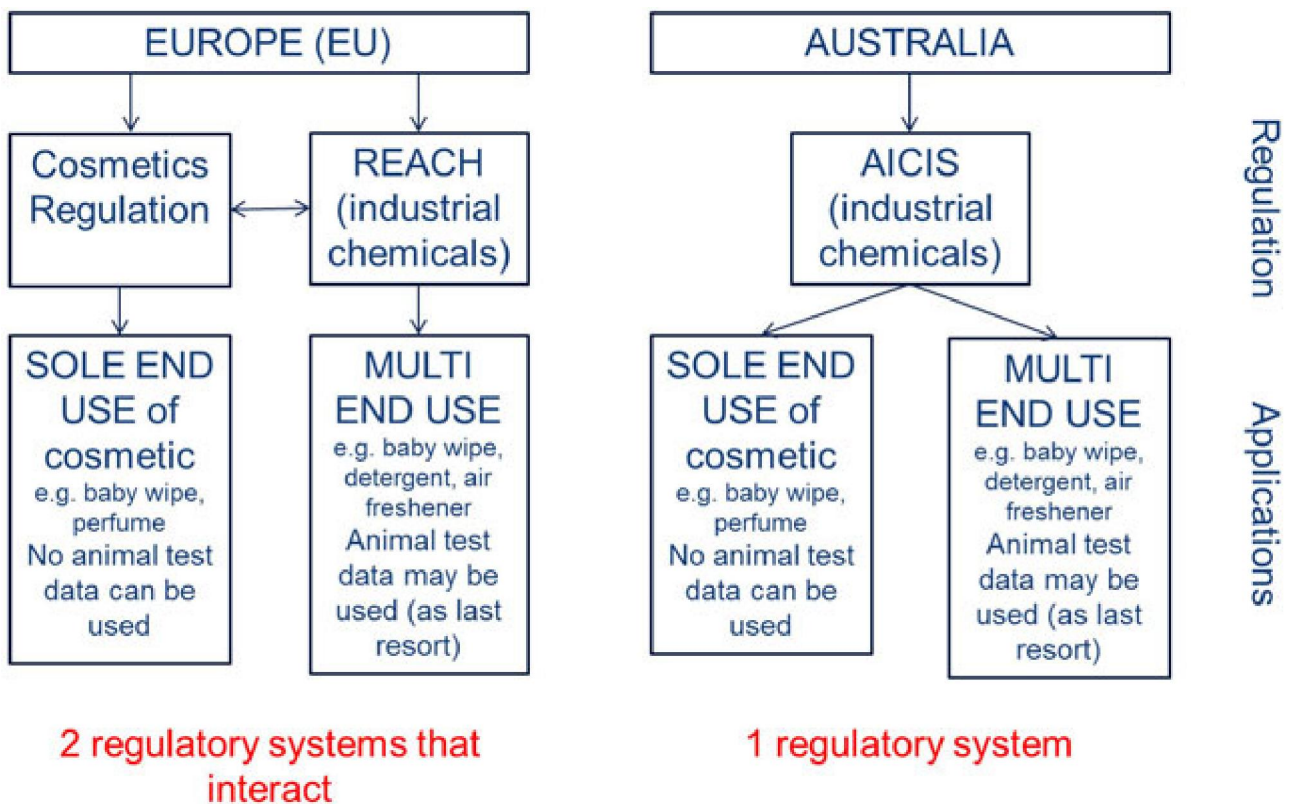 EUROPE (EU)
Cosmetics
Regulation
REACH
(industrial
chemicals)
SOLE END
USE of
cosmetic
e.g. baby wipe,
perfume
No animal test
data can be
used
MULTI
END USE
e.g. baby wipe,
detergent, air
freshener
Animal test
data may be
used (as last
resort)
2 regulatory systems that
interact
AUSTRALIA
AICIS
(industrial
chemicals)
SOLE END
USE of
cosmetic
e.g. baby wipe,
perfume
No animal test
data can be
used
MULTI
END USE
e.g. baby wipe,
detergent, air
freshener
Animal test
data may be
used (as last
resort)
1 regulatory system
Regulation
Applications